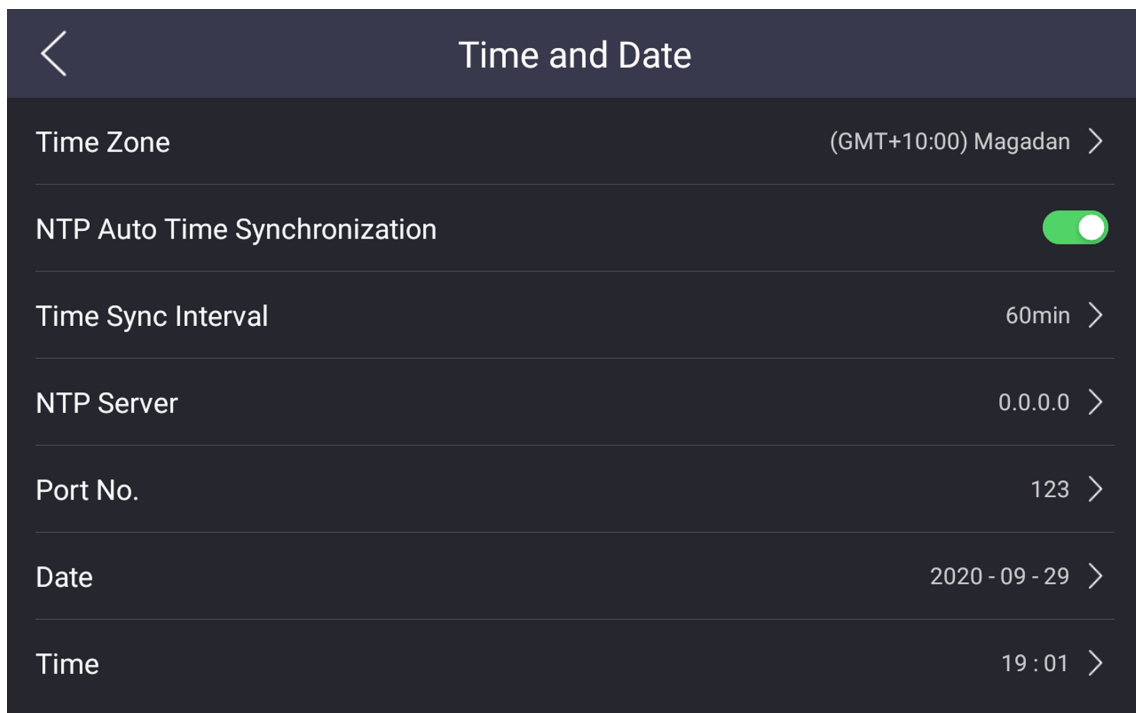 Time and Date
Time Zone (GMT+10:00) Magadan
NTP Auto Time Synchronization
Time Sync Interval 60min
NTP Server 0.0.0.0
Port No. 123
Date 2020 - 09 - 29
Time 19 : 01